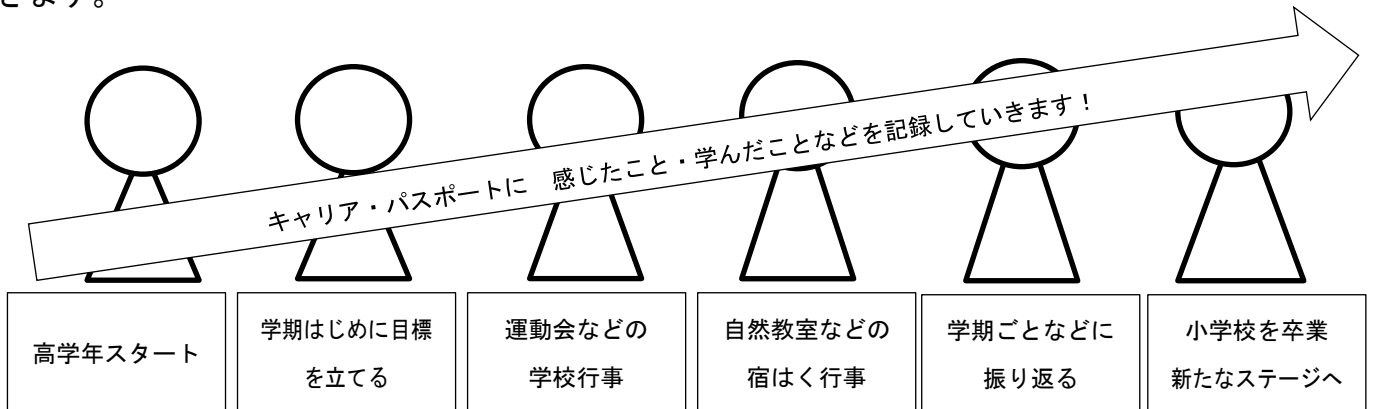 きます。
キャリア・パスポートに　感じたこと・学んだことなどを記録していきます！
高学年スタート
学期はじめに目標
を立てる
運動会などの
学校行事
自然教室などの
宿はく行事
学期ごとなどに
振り返る
小学校を卒業
新たなステージへ